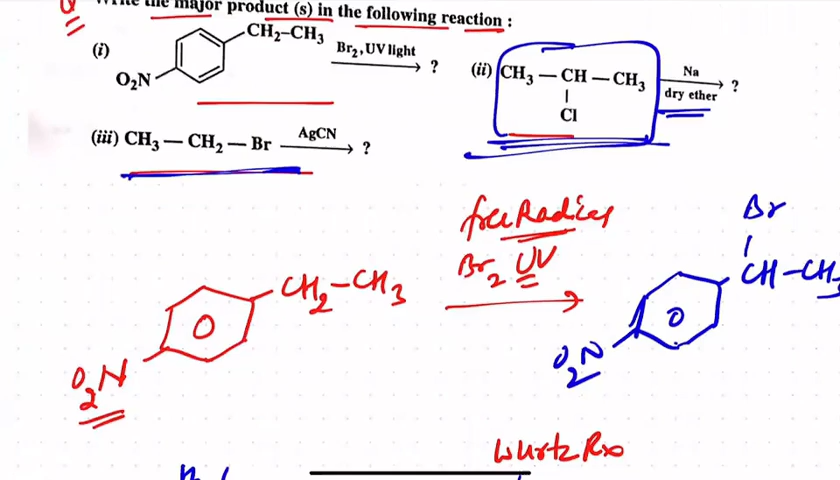 the major product (s) in the following reaction :
(i) CH₂–CH₃ Br₂, UV light ?
O₂N
(ii) CH₃ — CH — CH₃ Na dry ether ?
Cl
(iii) CH₃ — CH₂ — Br AgCN ?
free Radical
Br₂ UV
CH₂–CH₃
O₂N
Br
CH–CH₃
O₂N
Wurtz Rxn